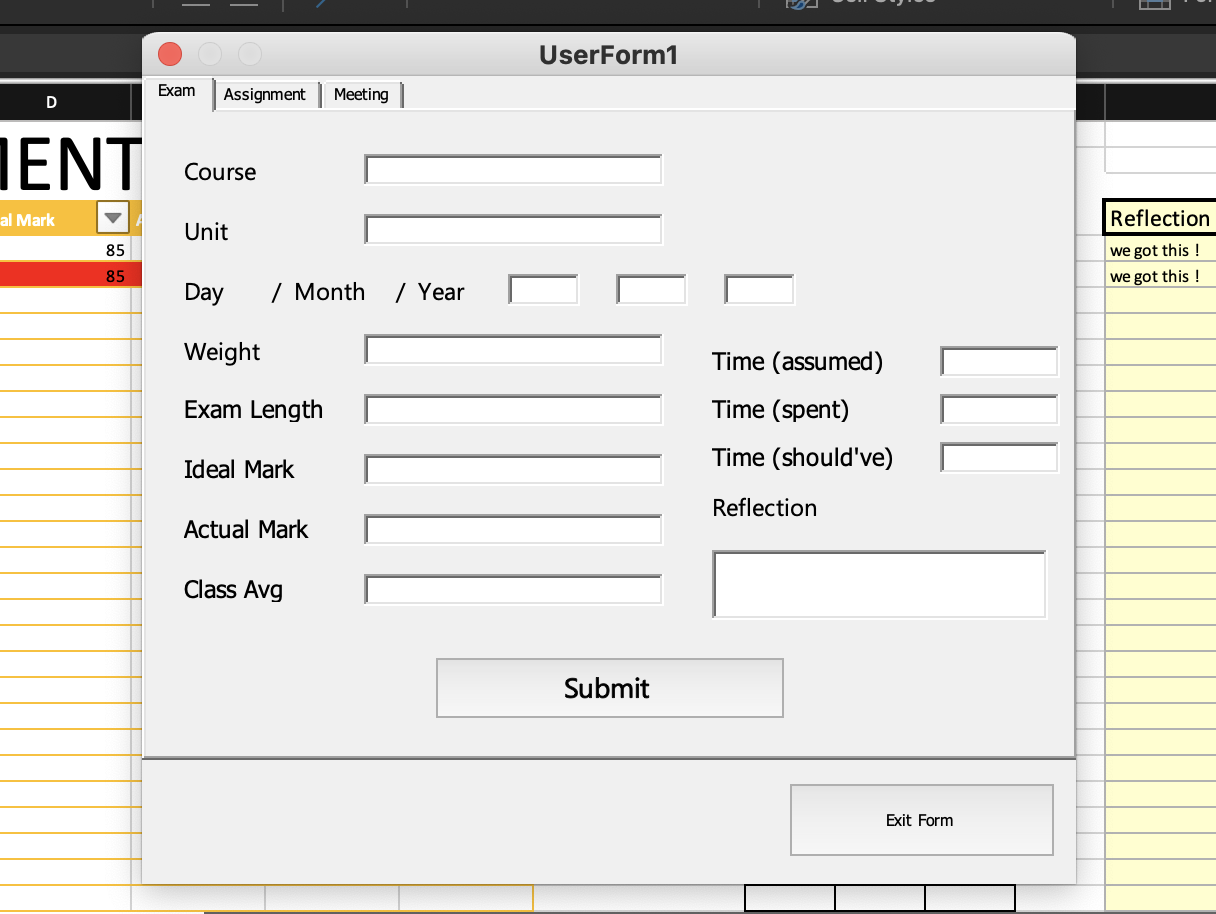 Cell Styles
UserForm1
Exam Assignment Meeting
D
Course
Unit
Day / Month / Year
Weight
Exam Length
Ideal Mark
Actual Mark
Class Avg
Time (assumed)
Time (spent)
Time (should've)
Reflection
Submit
Exit Form
al Mark
85
85
Reflection
we got this !
we got this !